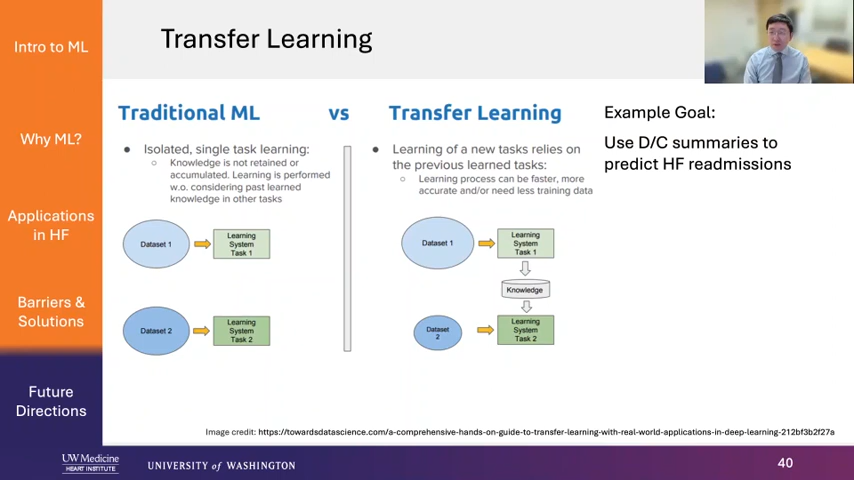 Transfer Learning
Intro to ML
Why ML?
Applications
in HF
Barriers &
Solutions
Future
Directions
Traditional ML
vs
Transfer Learning
Isolated, single task learning:
Knowledge is not retained or
accumulated. Learning is performed
w.o. considering past learned
knowledge in other tasks
Dataset 1
Learning
System
Task 1
Dataset 2
Learning
System
Task 2
Learning of a new tasks relies on
the previous learned tasks:
Learning process can be faster, more
accurate and/or need less training data
Dataset 1
Learning
System
Task 1
Knowledge
Dataset
2
Learning
System
Task 2
Example Goal:
Use D/C summaries to
predict HF readmissions
Image credit: https://towardsdatascience.com/a-comprehensive-hands-on-guide-to-transfer-learning-with-real-world-applications-in-deep-learning-212bf3b2f27a
UW Medicine
HEART INSTITUTE
UNIVERSITY of WASHINGTON
40